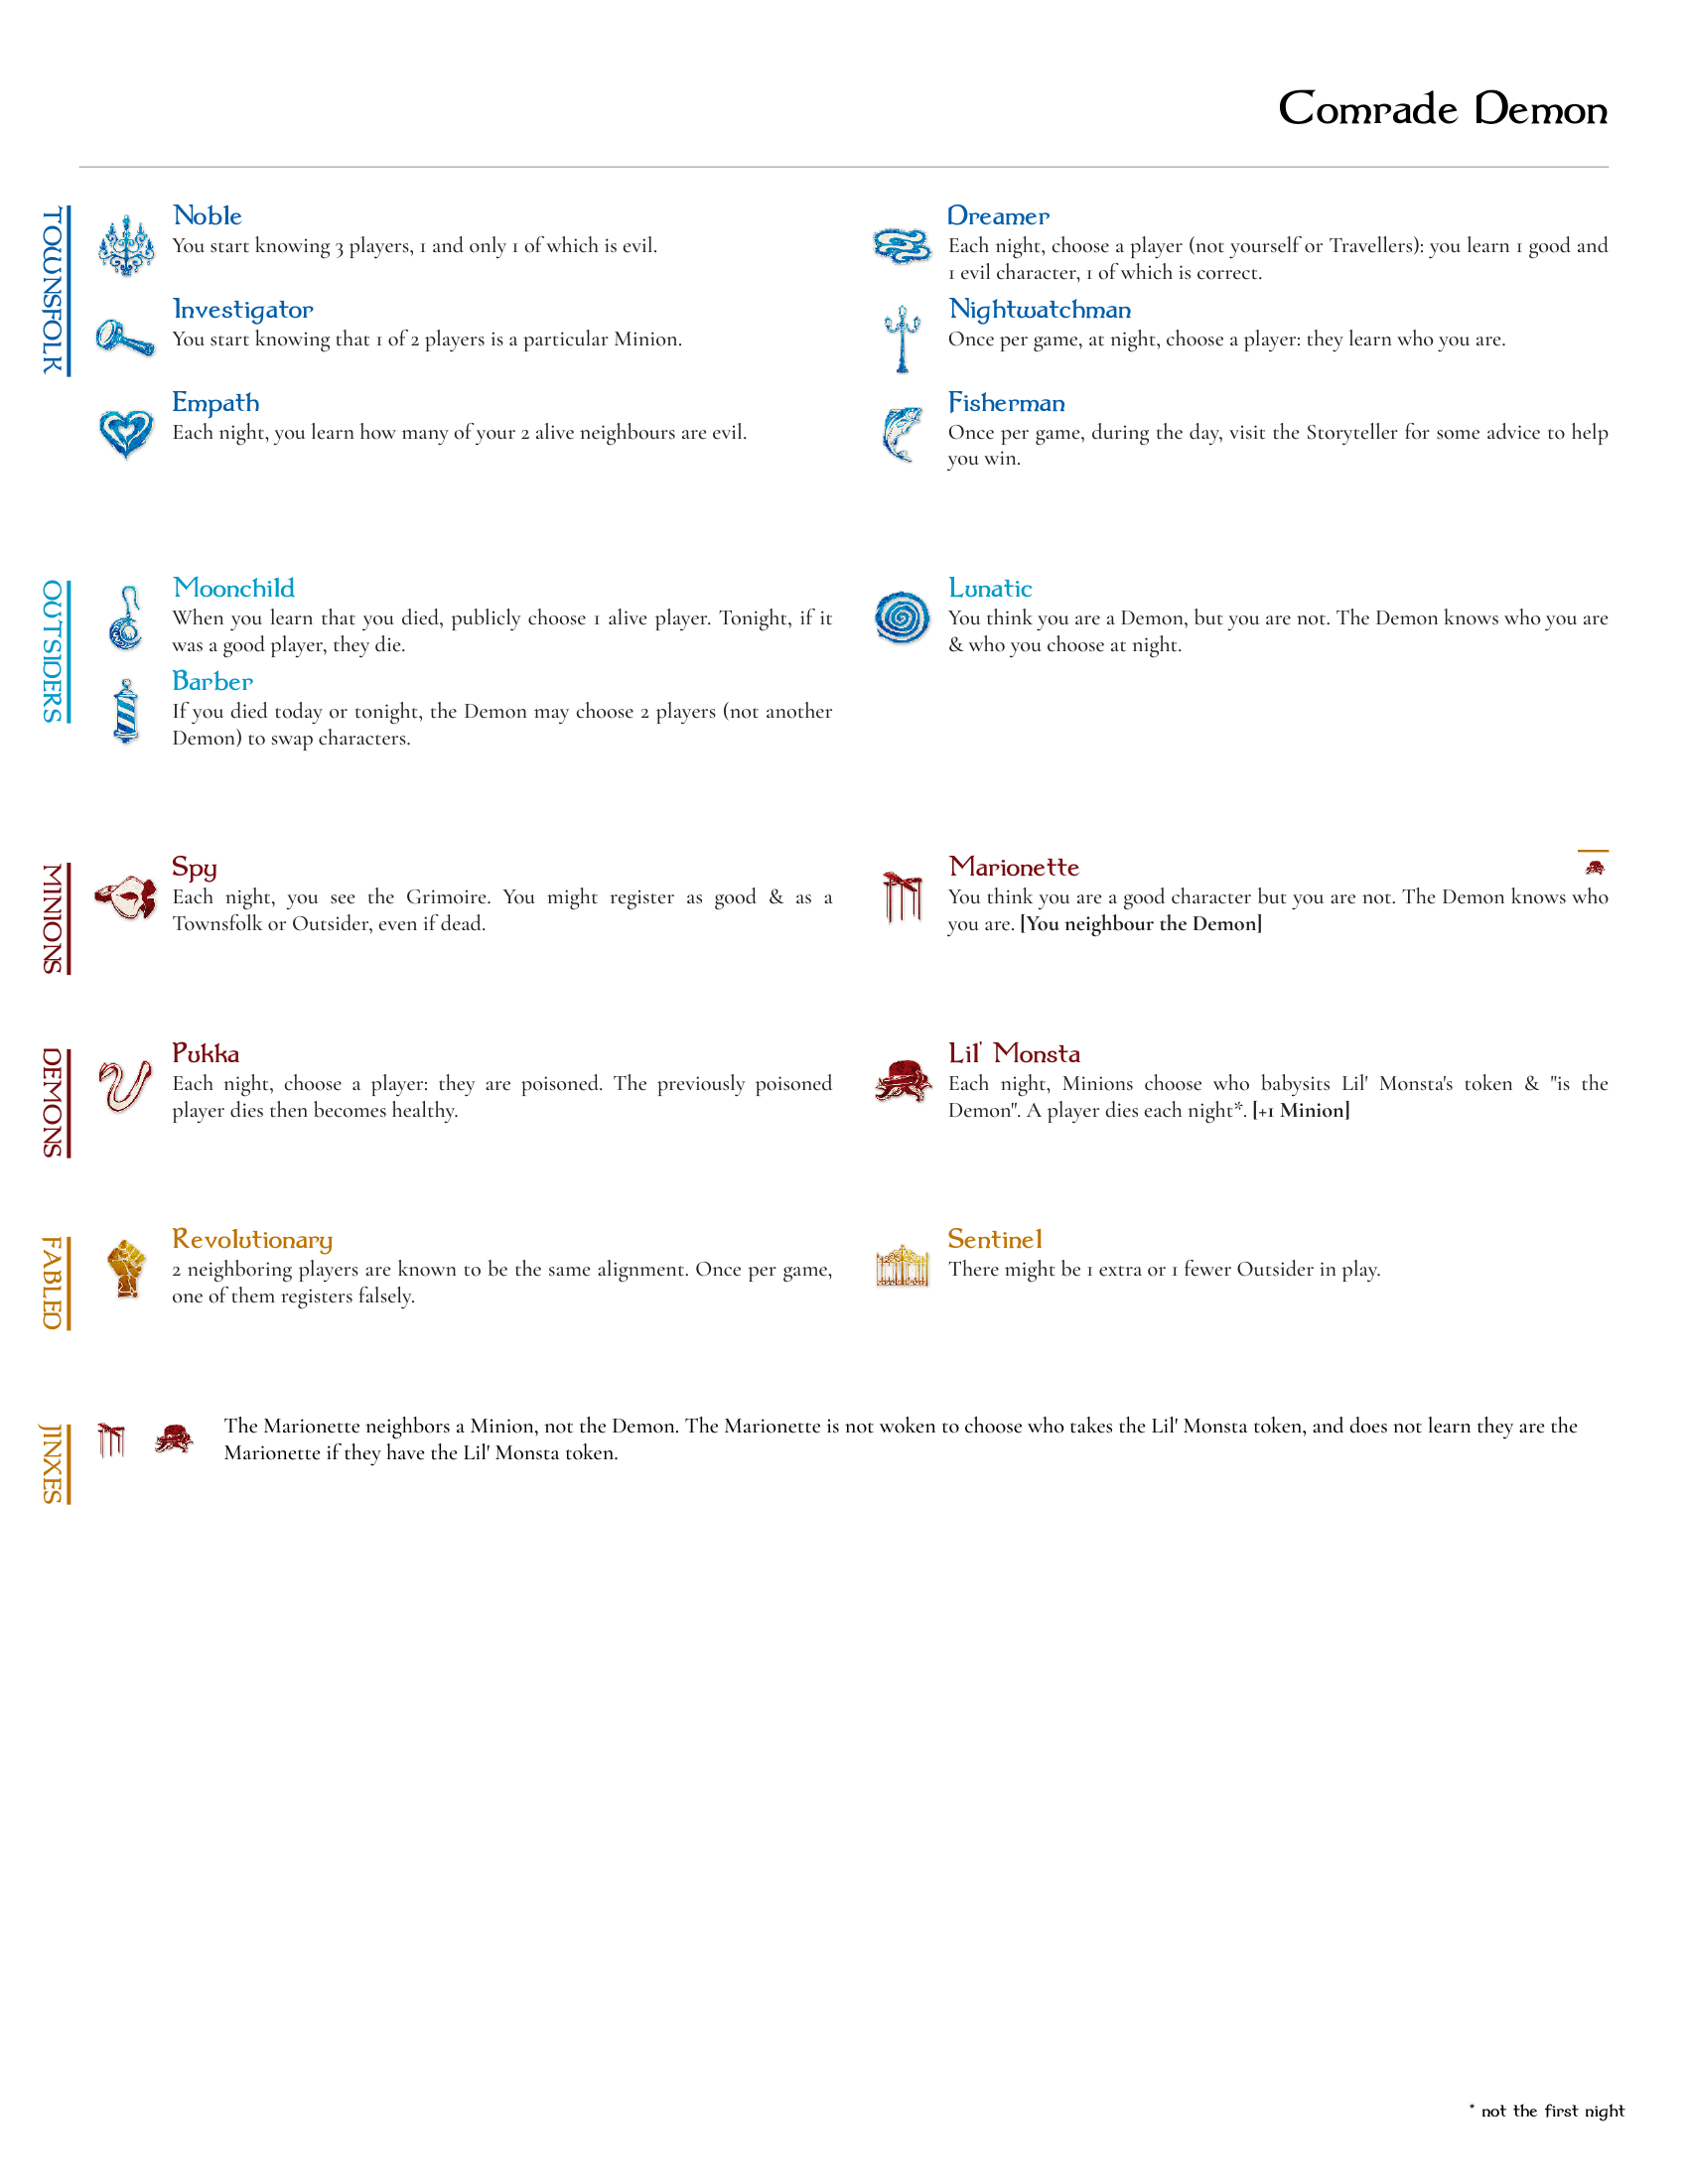 Comrade Demon
TOWNSFOLK
Noble
You start knowing 3 players, 1 and only 1 of which is evil.
Investigator
You start knowing that 1 of 2 players is a particular Minion.
Empath
Each night, you learn how many of your 2 alive neighbours are evil.
Dreamer
Each night, choose a player (not yourself or Travellers): you learn 1 good and
1 evil character, 1 of which is correct.
Nightwatchman
Once per game, at night, choose a player: they learn who you are.
Fisherman
Once per game, during the day, visit the Storyteller for some advice to help
you win.
OUTSIDERS
Moonchild
When you learn that you died, publicly choose 1 alive player. Tonight, if it
was a good player, they die.
Barber
If you died today or tonight, the Demon may choose 2 players (not another
Demon) to swap characters.
Lunatic
You think you are a Demon, but you are not. The Demon knows who you are
& who you choose at night.
MINIONS
Spy
Each night, you see the Grimoire. You might register as good & as a
Townsfolk or Outsider, even if dead.
Marionette
You think you are a good character but you are not. The Demon knows who
you are. [You neighbour the Demon]
DEMONS
Pukka
Each night, choose a player: they are poisoned. The previously poisoned
player dies then becomes healthy.
Lil' Monsta
Each night, Minions choose who babysits Lil' Monsta's token & "is the
Demon". A player dies each night*. [+1 Minion]
FABLED
Revolutionary
2 neighboring players are known to be the same alignment. Once per game,
one of them registers falsely.
Sentinel
There might be 1 extra or 1 fewer Outsider in play.
JINXES
The Marionette neighbors a Minion, not the Demon. The Marionette is not woken to choose who takes the Lil' Monsta token, and does not learn they are the
Marionette if they have the Lil' Monsta token.
* not the first night